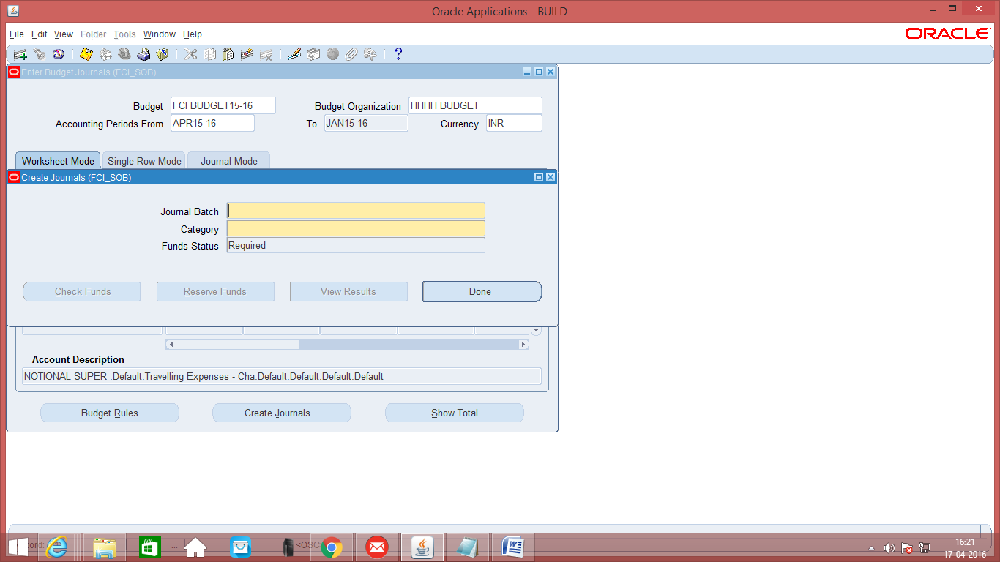 Oracle Applications - BUILD
File Edit View Folder Tools Window Help
ORACLE
?
Enter Budget Journals (FCI_SOB)
Budget FCI BUDGET15-16 Budget Organization HHHH BUDGET
Accounting Periods From APR15-16 To JAN15-16 Currency INR
Worksheet Mode Single Row Mode Journal Mode
Create Journals (FCI_SOB)
Journal Batch
Category
Funds Status Required
Check Funds Reserve Funds View Results Done
Account Description
NOTIONAL SUPER .Default.Travelling Expenses - Cha.Default.Default.Default.Default
Budget Rules Create Journals... Show Total
... <OSC>
16:21
17-04-2016